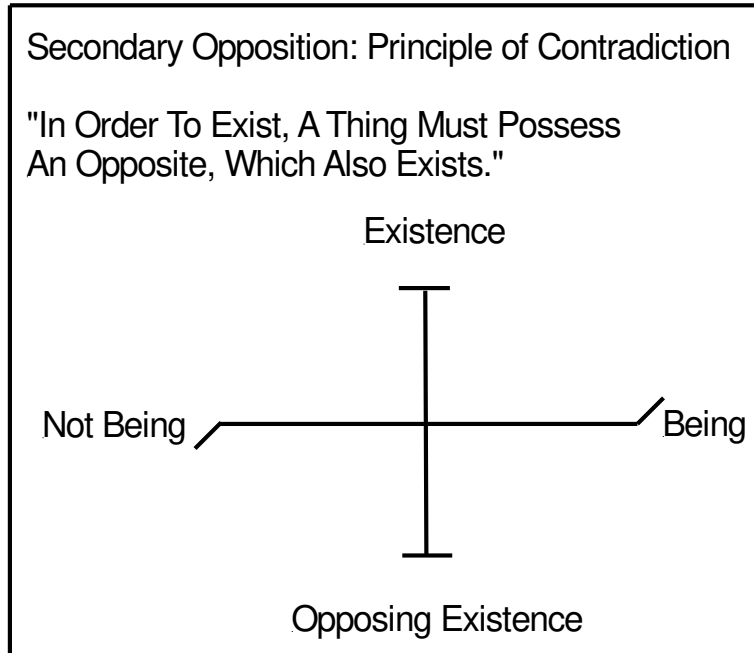 Secondary Opposition: Principle of Contradiction
"In Order To Exist, A Thing Must Possess
An Opposite, Which Also Exists."
Existence
Not Being
Being
Opposing Existence